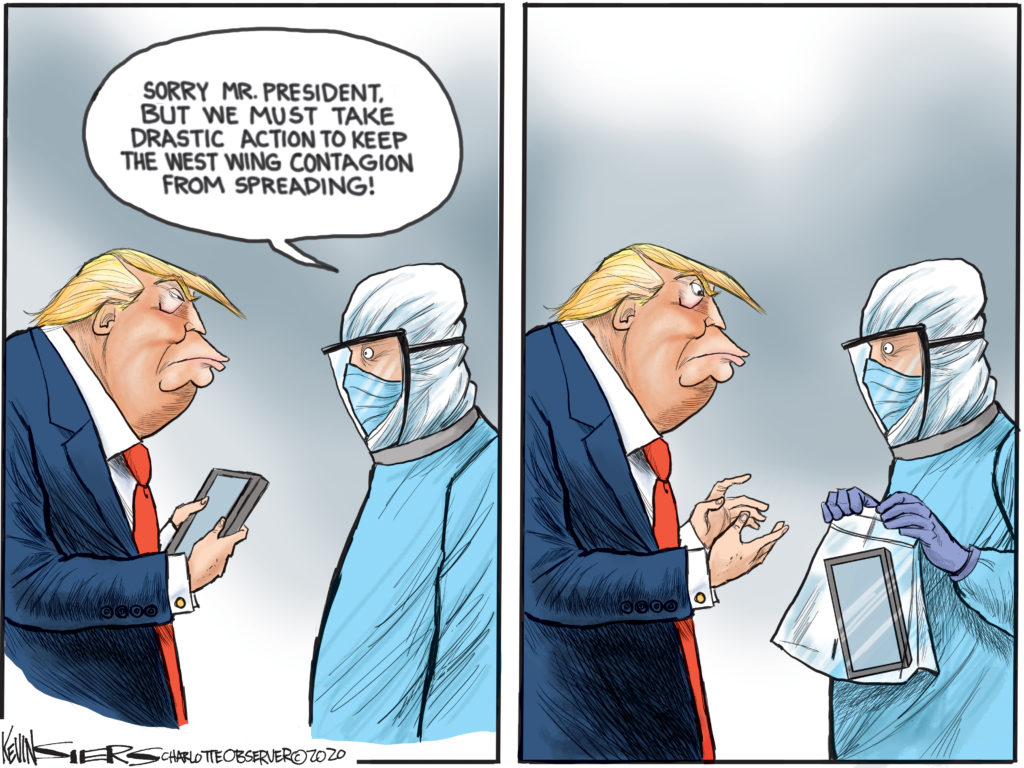 SORRY MR. PRESIDENT,
BUT WE MUST TAKE
DRASTIC ACTION TO KEEP
THE WEST WING CONTAGION
FROM SPREADING!
KEVIN SIERS CHARLOTTE OBSERVER © 2020